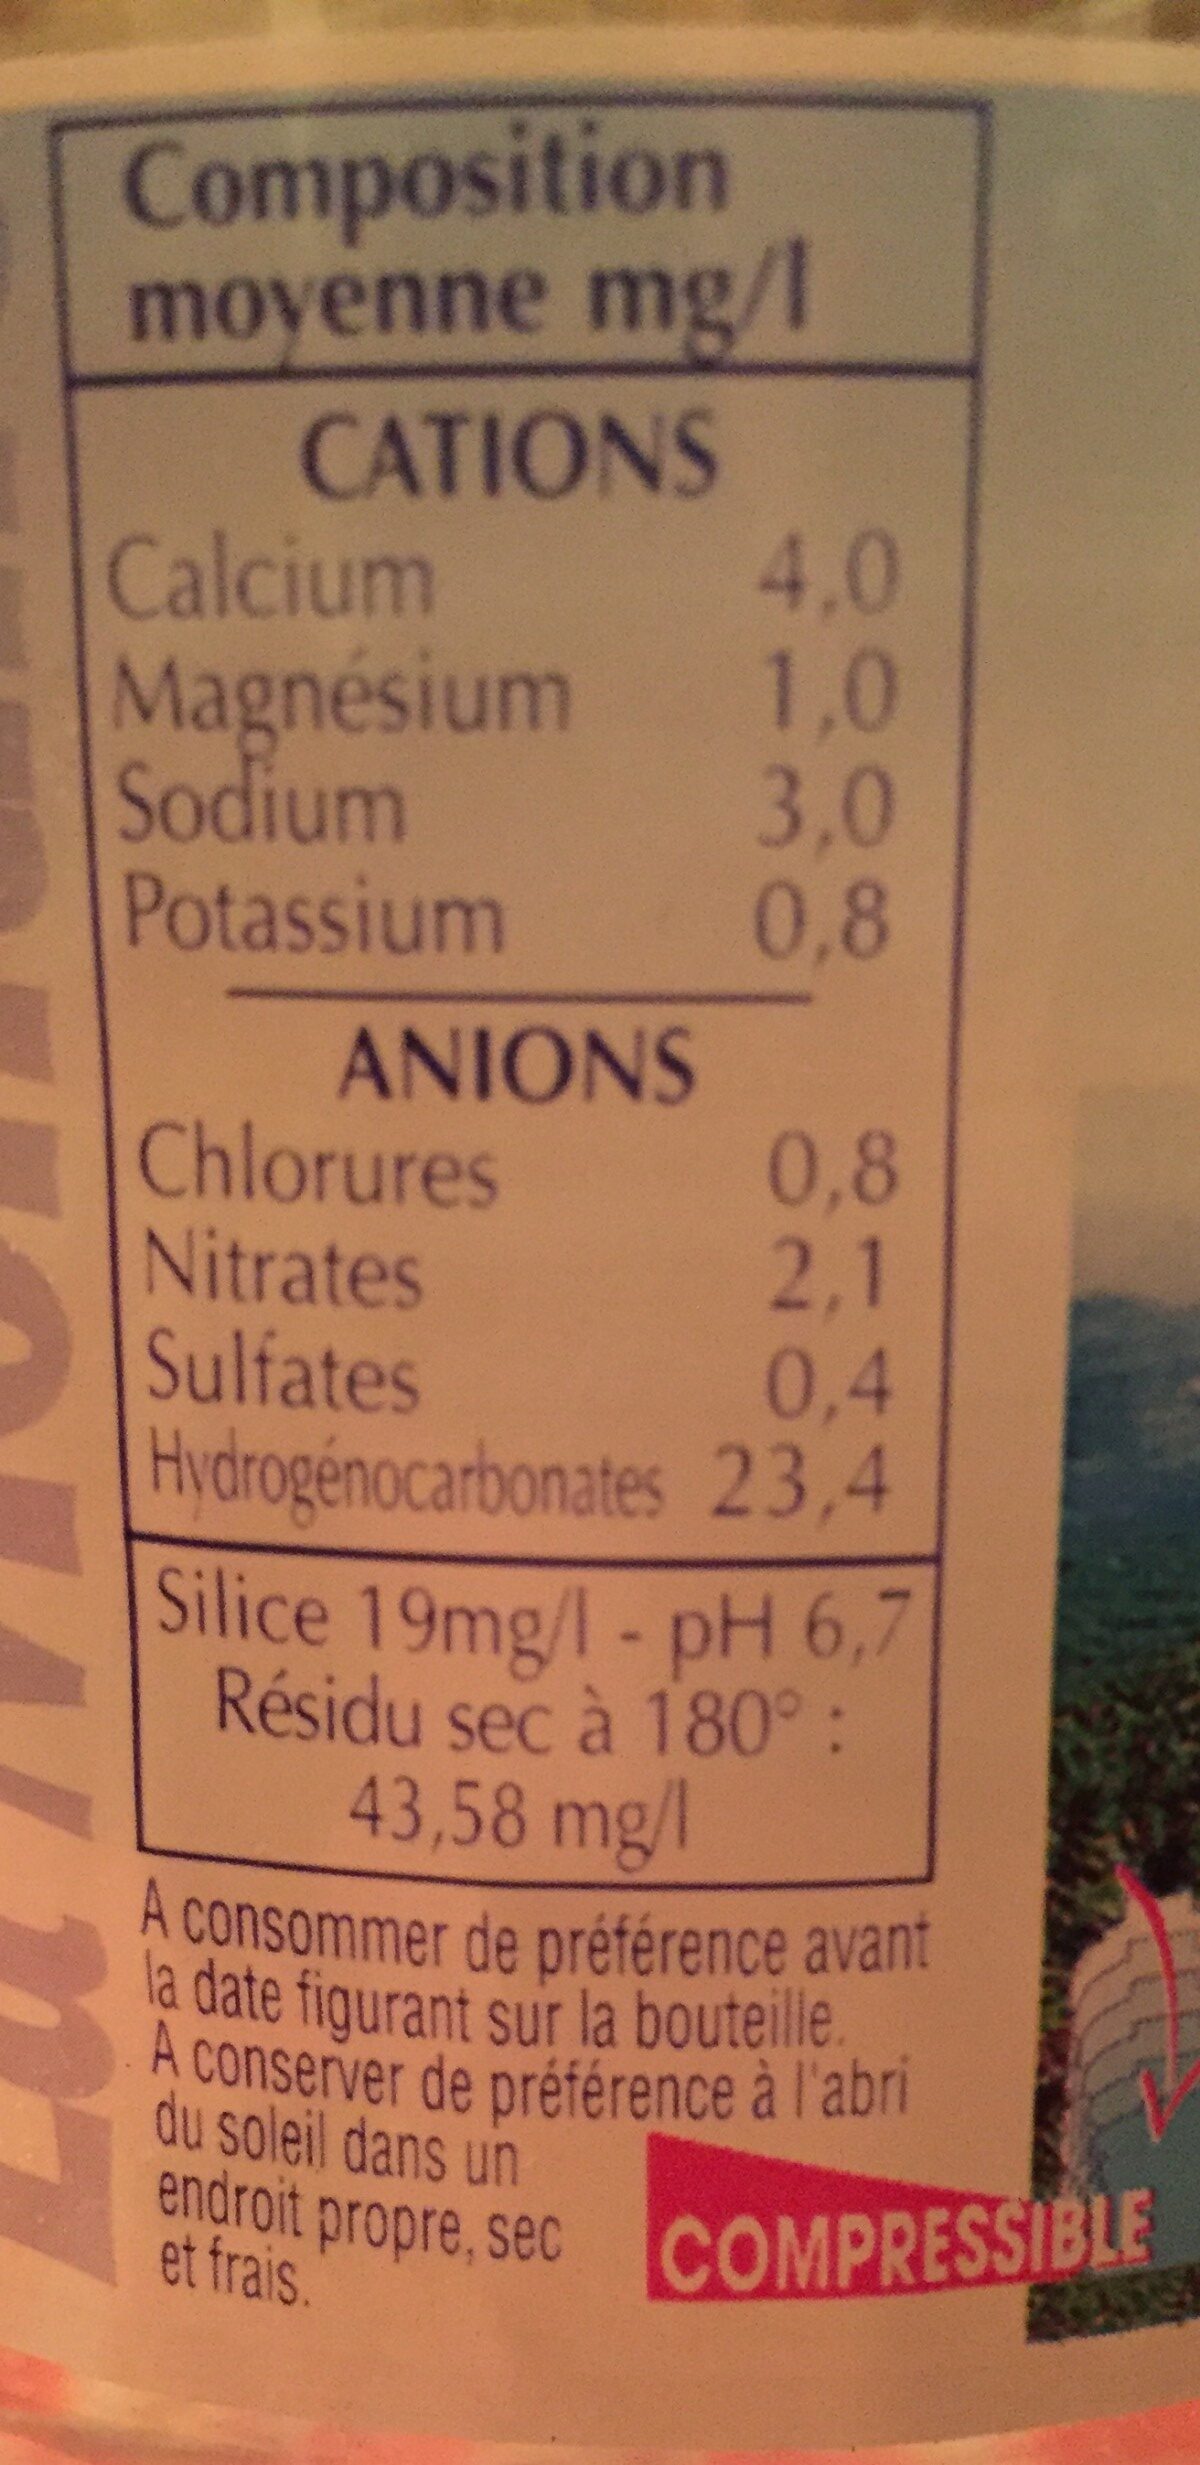 Composition
moyenne mg/l
CATIONS
Calcium 4,0
Magnésium 1,0
Sodium 3,0
Potassium 0,8
ANIONS
Chlorures 0,8
Nitrates 2,1
Sulfates 0,4
Hydrogénocarbonates 23,4
Silice 19mg/l - pH 6,7
Résidu sec à 180° :
43,58 mg/l
A consommer de préférence avant
la date figurant sur la bouteille.
A conserver de préférence à l'abri
du soleil dans un
endroit propre, sec
et frais.
COMPRESSIBLE